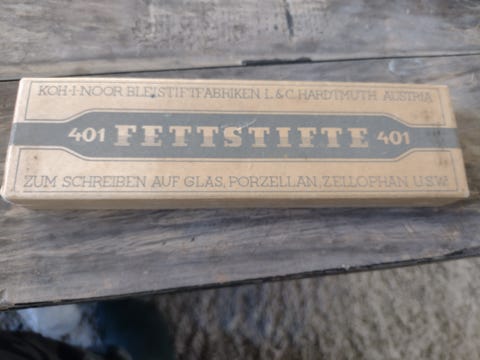 KOH-I-NOOR BLEISTIFTFABRIKEN L.&C. HARDTMUTH AUSTRIA
401 FETTSTIFTE 401
ZUM SCHREIBEN AUF GLAS, PORZELLAN, ZELLOPHAN U.S.W.